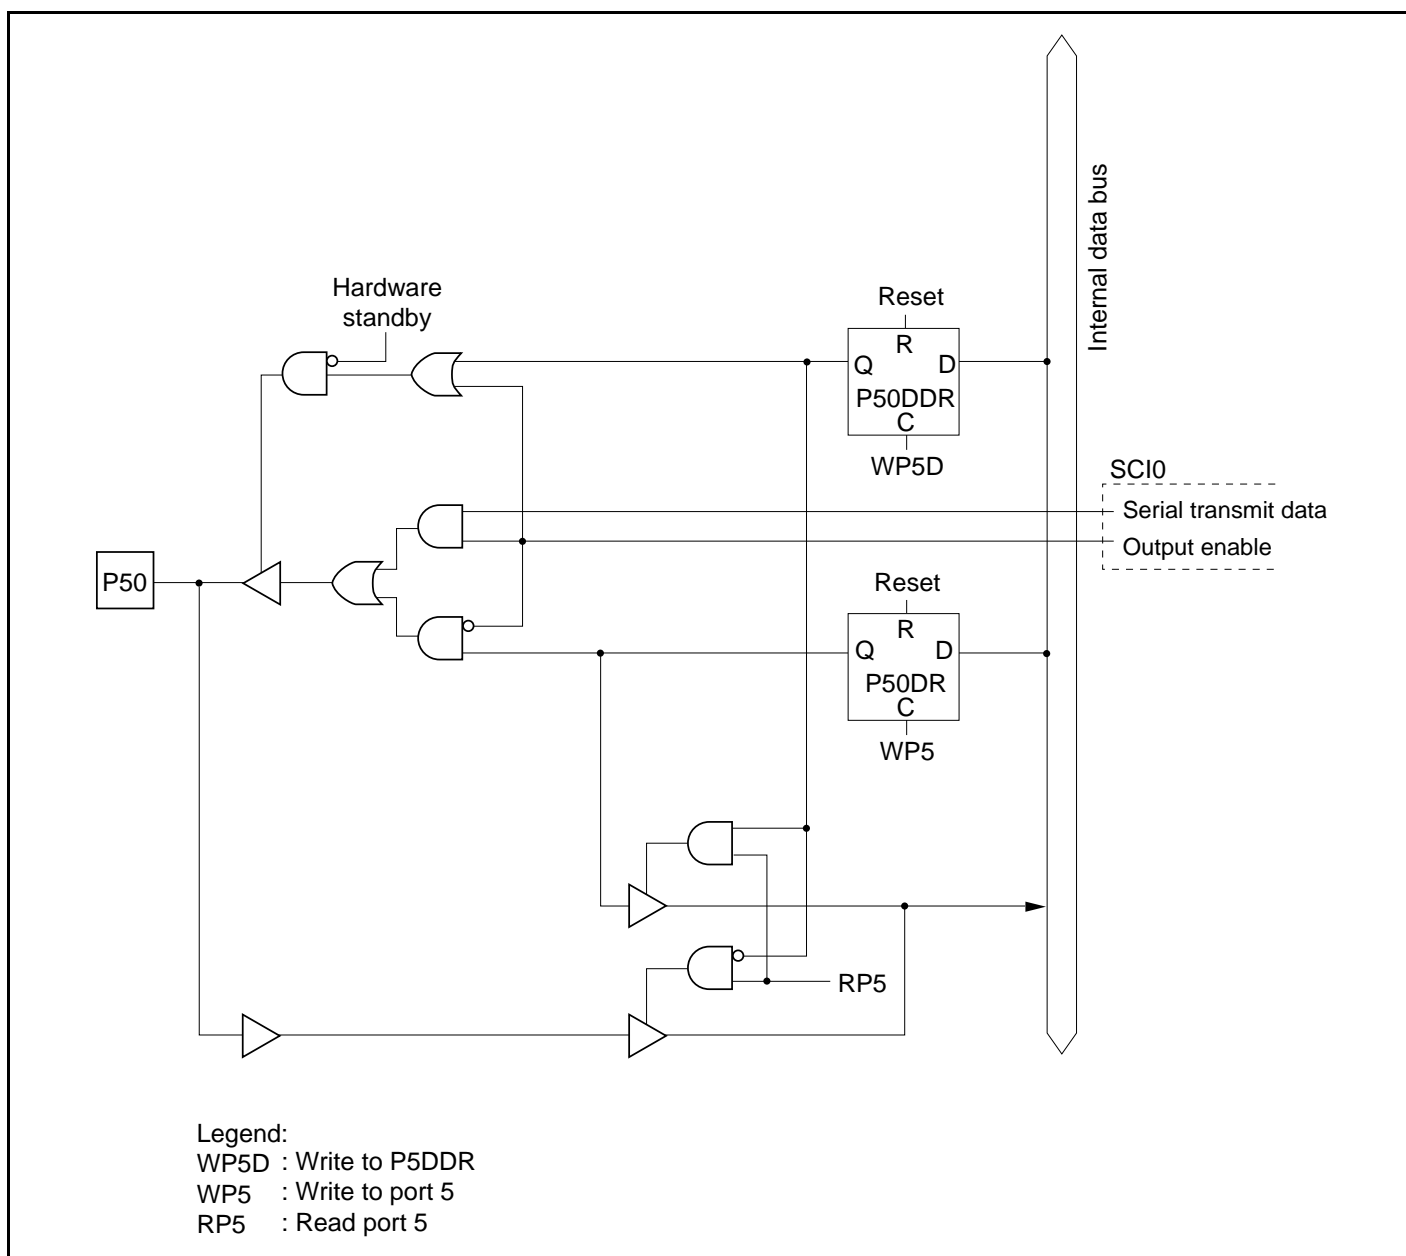 Hardware
standby
Reset
R
Q D
P50DDR
C
WP5D
Internal data bus
SCI0
Serial transmit data
Output enable
P50
Reset
R
Q D
P50DR
C
WP5
RP5
Legend:
WP5D : Write to P5DDR
WP5 : Write to port 5
RP5 : Read port 5